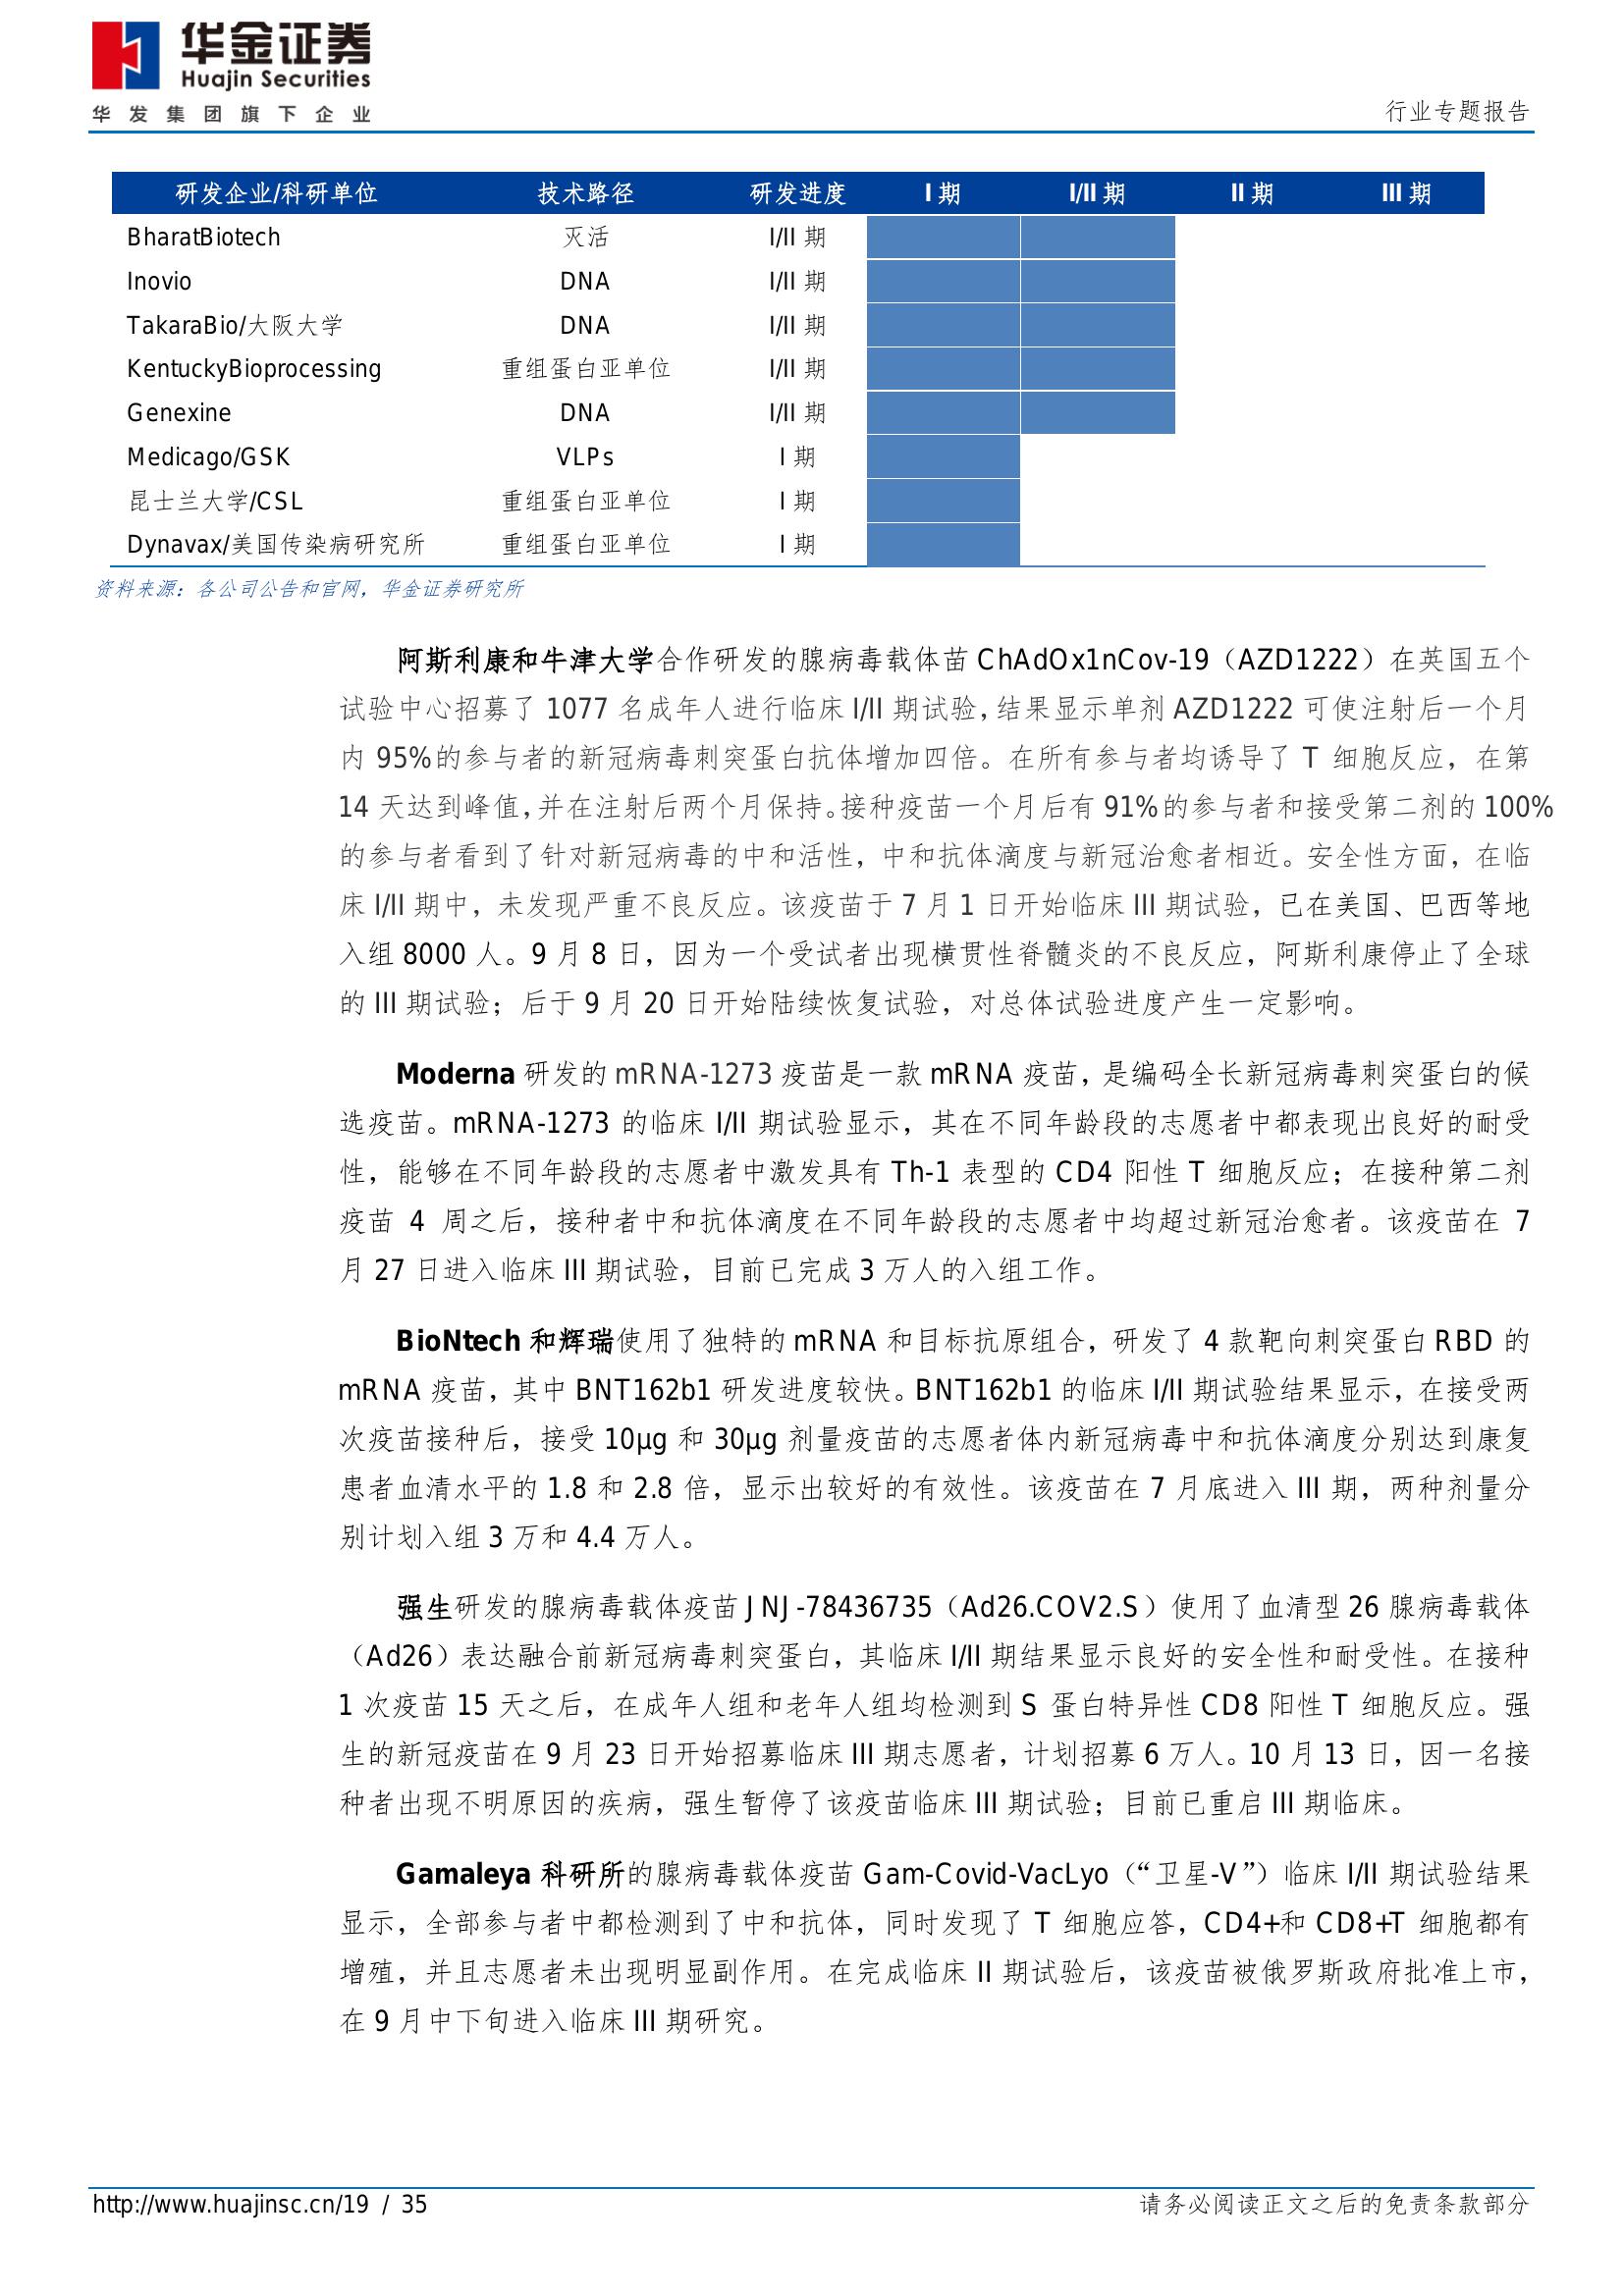 华金证券
Huajin Securities
华发集团旗下企业
行业专题报告
研发企业/科研单位 技术路径 研发进度 I 期 I/II 期 II 期 III 期
BharatBiotech 灭活 I/II 期
Inovio DNA I/II 期
TakaraBio/大阪大学 DNA I/II 期
KentuckyBioprocessing 重组蛋白亚单位 I/II 期
Genexine DNA I/II 期
Medicago/GSK VLPs I 期
昆士兰大学/CSL 重组蛋白亚单位 I 期
Dynavax/美国传染病研究所 重组蛋白亚单位 I 期
资料来源：各公司公告和官网，华金证券研究所
阿斯利康和牛津大学合作研发的腺病毒载体苗 ChAdOx1nCov-19（AZD1222）在英国五个
试验中心招募了 1077 名成年人进行临床 I/II 期试验，结果显示单剂 AZD1222 可使注射后一个月
内 95%的参与者的新冠病毒刺突蛋白抗体增加四倍。在所有参与者均诱导了 T 细胞反应，在第
14 天达到峰值，并在注射后两个月保持。接种疫苗一个月后有 91%的参与者和接受第二剂的 100%
的参与者看到了针对新冠病毒的中和活性，中和抗体滴度与新冠治愈者相近。安全性方面，在临
床 I/II 期中，未发现严重不良反应。该疫苗于 7 月 1 日开始临床 III 期试验，已在美国、巴西等地
入组 8000 人。9 月 8 日，因为一个受试者出现横贯性脊髓炎的不良反应，阿斯利康停止了全球
的 III 期试验；后于 9 月 20 日开始陆续恢复试验，对总体试验进度产生一定影响。
Moderna 研发的 mRNA-1273 疫苗是一款 mRNA 疫苗，是编码全长新冠病毒刺突蛋白的候
选疫苗。mRNA-1273 的临床 I/II 期试验显示，其在不同年龄段的志愿者中都表现出良好的耐受
性，能够在不同年龄段的志愿者中激发具有 Th-1 表型的 CD4 阳性 T 细胞反应；在接种第二剂
疫苗 4 周之后，接种者中和抗体滴度在不同年龄段的志愿者中均超过新冠治愈者。该疫苗在 7
月 27 日进入临床 III 期试验，目前已完成 3 万人的入组工作。
BioNtech 和辉瑞使用了独特的 mRNA 和目标抗原组合，研发了 4 款靶向刺突蛋白 RBD 的
mRNA 疫苗，其中 BNT162b1 研发进度较快。BNT162b1 的临床 I/II 期试验结果显示，在接受两
次疫苗接种后，接受 10μg 和 30μg 剂量疫苗的志愿者体内新冠病毒中和抗体滴度分别达到康复
患者血清水平的 1.8 和 2.8 倍，显示出较好的有效性。该疫苗在 7 月底进入 III 期，两种剂量分
别计划入组 3 万和 4.4 万人。
强生研发的腺病毒载体疫苗 JNJ-78436735（Ad26.COV2.S）使用了血清型 26 腺病毒载体
（Ad26）表达融合前新冠病毒刺突蛋白，其临床 I/II 期结果显示良好的安全性和耐受性。在接种
1 次疫苗 15 天之后，在成年人组和老年人组均检测到 S 蛋白特异性 CD8 阳性 T 细胞反应。强
生的新冠疫苗在 9 月 23 日开始招募临床 III 期志愿者，计划招募 6 万人。10 月 13 日，因一名接
种者出现不明原因的疾病，强生暂停了该疫苗临床 III 期试验；目前已重启 III 期临床。
Gamaleya 科研所的腺病毒载体疫苗 Gam-Covid-VacLyo（“卫星-V”）临床 I/II 期试验结果
显示，全部参与者中都检测到了中和抗体，同时发现了 T 细胞应答，CD4+和 CD8+T 细胞都有
增殖，并且志愿者未出现明显副作用。在完成临床 II 期试验后，该疫苗被俄罗斯政府批准上市，
在 9 月中下旬进入临床 III 期研究。
http://www.huajinsc.cn/19 / 35
请务必阅读正文之后的免责条款部分